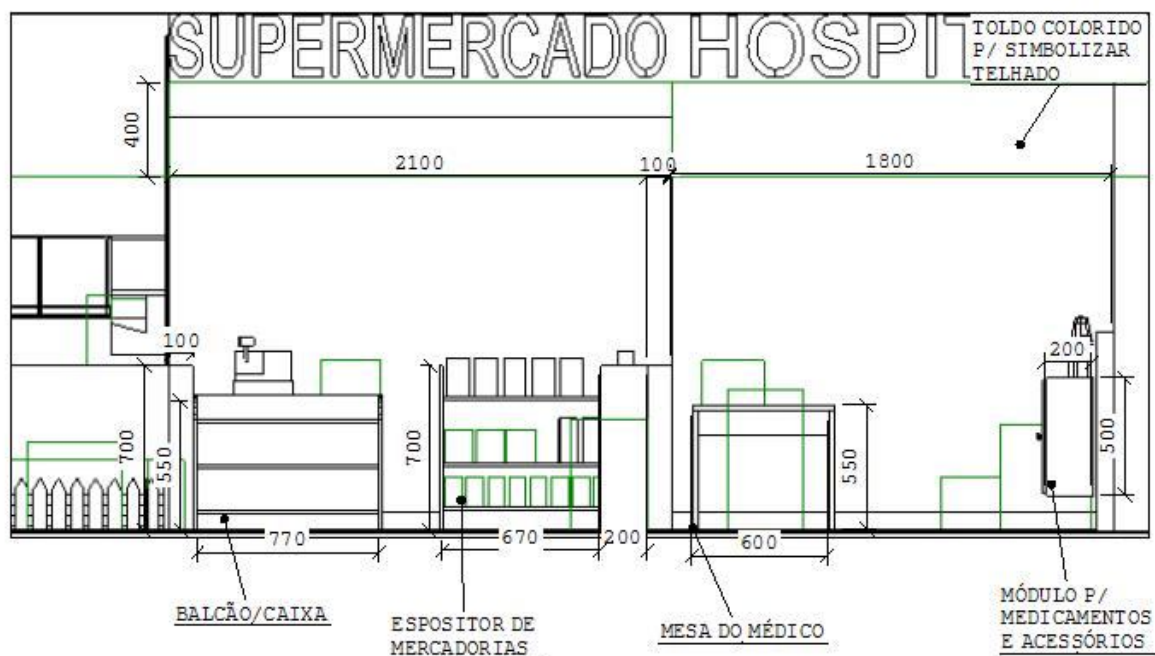 SUPERMERCADO HOSPIT
TOLDO COLORIDO
P/ SIMBOLIZAR
TELHADO
400
2100
100
1800
100
200
700
550
700
550
500
770
670
200
600
BALCÃO/CAIXA
ESPOSITOR DE
MERCADORIAS
MESA DO MÉDICO
MÓDULO P/
MEDICAMENTOS
E ACESSÓRIOS